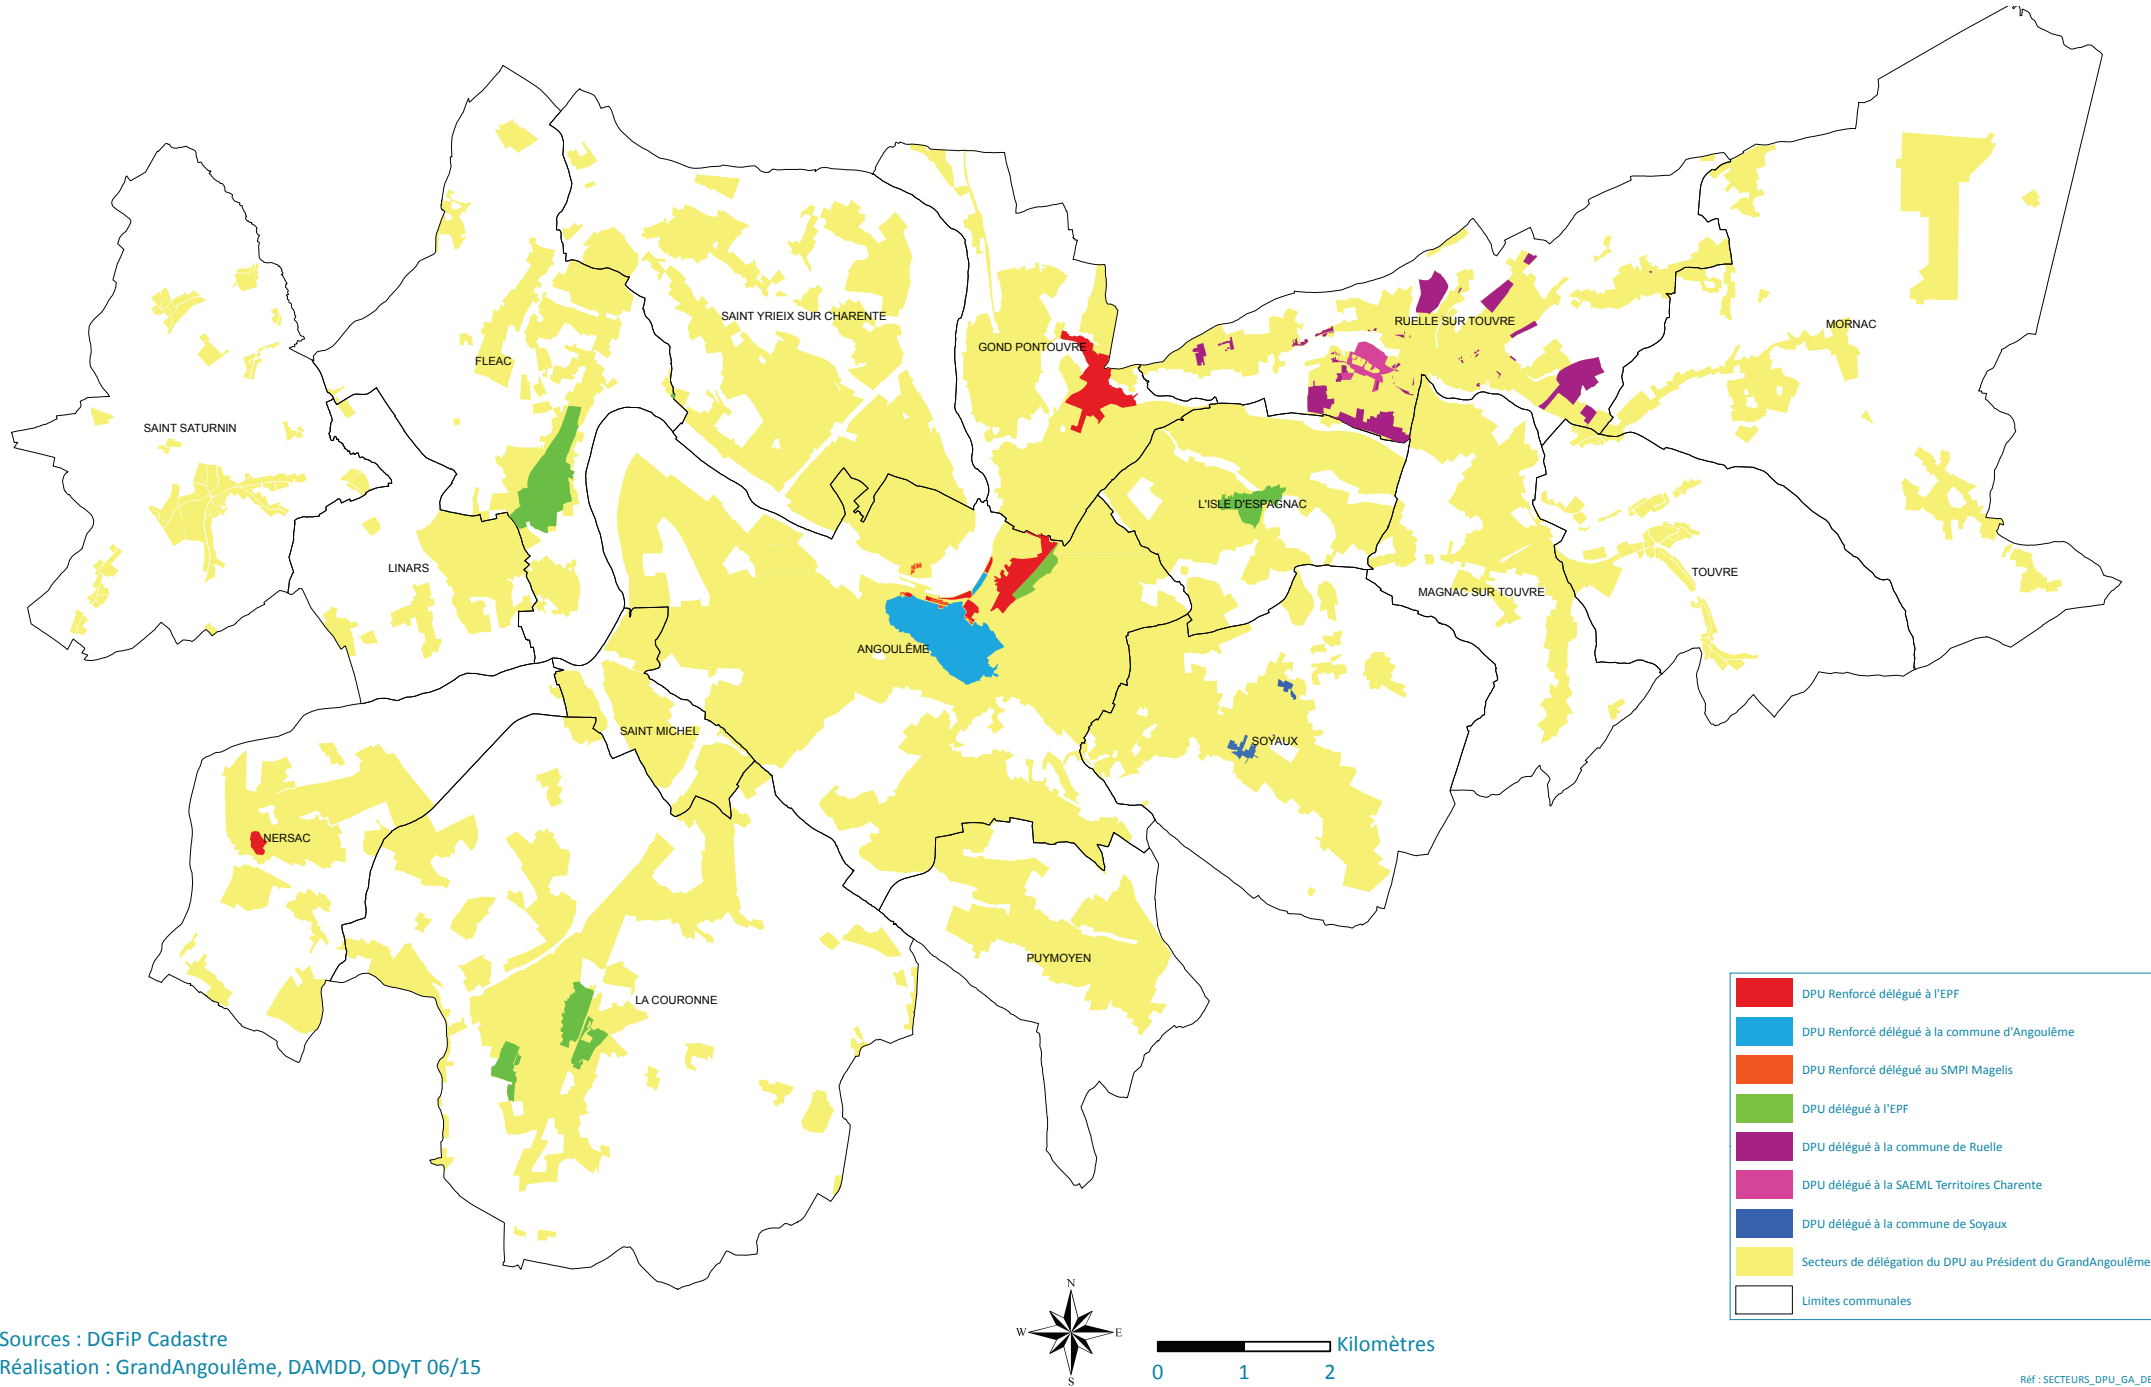 SAINT YRIEIX SUR CHARENTE
RUELLE SUR TOUVRE
MORNAC
GOND PONTOUVRE
FLEAC
SAINT SATURNIN
L'ISLE D'ESPAGNAC
LINARS
TOUVRE
MAGNAC SUR TOUVRE
ANGOULÊME
SAINT MICHEL
SOYAUX
NERSAC
PUYMOYEN
LA COURONNE
DPU Renforcé délégué à l'EPF
DPU Renforcé délégué à la commune d'Angoulême
DPU Renforcé délégué au SMPI Magelis
DPU délégué à l'EPF
DPU délégué à la commune de Ruelle
DPU délégué à la SAEML Territoires Charente
DPU délégué à la commune de Soyaux
Secteurs de délégation du DPU au Président du GrandAngoulême
Limites communales
N
W
E
S
Kilomètres
0 1 2
Sources : DGFiP Cadastre
Réalisation : GrandAngoulême, DAMDD, ODyT 06/15
Réf : SECTEURS_DPU_GA_DE